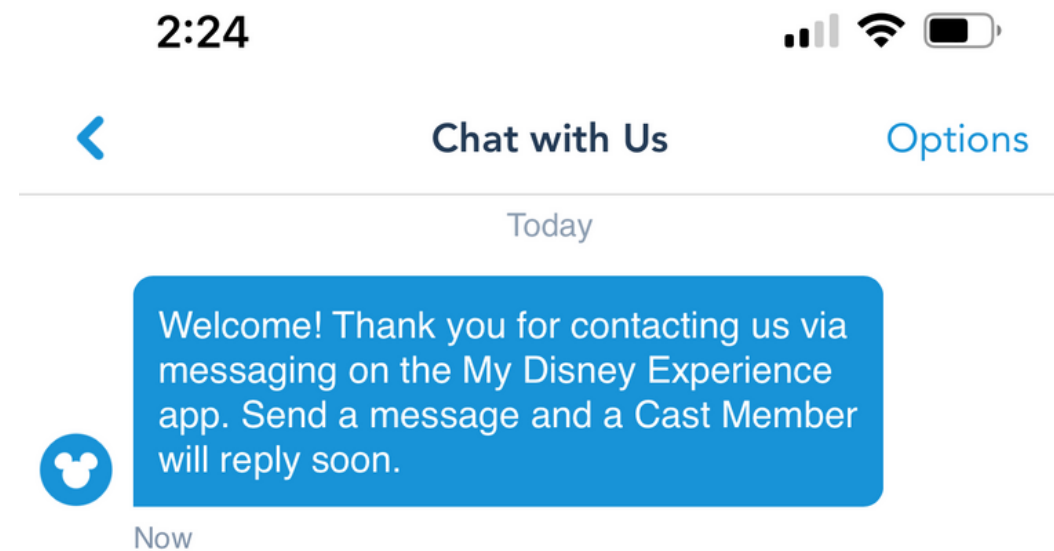 2:24
Chat with Us
Options
Today
Welcome! Thank you for contacting us via
messaging on the My Disney Experience
app. Send a message and a Cast Member
will reply soon.
Now